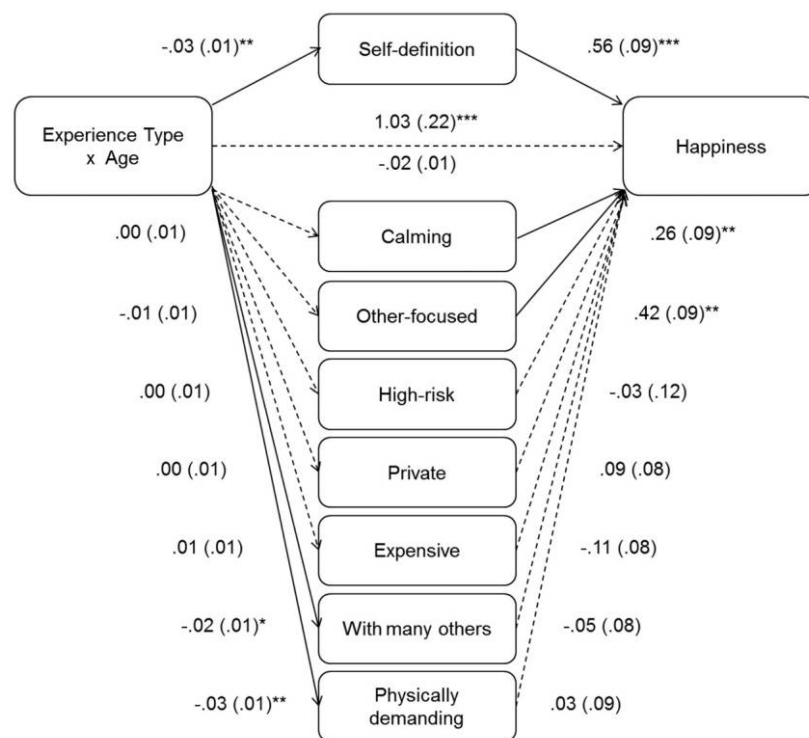 -.03 (.01)**
Self-definition
.56 (.09)***
Experience Type
x Age
1.03 (.22)***
-.02 (.01)
Happiness
.00 (.01)
Calming
.26 (.09)**
-.01 (.01)
Other-focused
.42 (.09)**
.00 (.01)
High-risk
-.03 (.12)
.00 (.01)
Private
.09 (.08)
.01 (.01)
Expensive
-.11 (.08)
-.02 (.01)*
With many others
-.05 (.08)
-.03 (.01)**
Physically
demanding
.03 (.09)